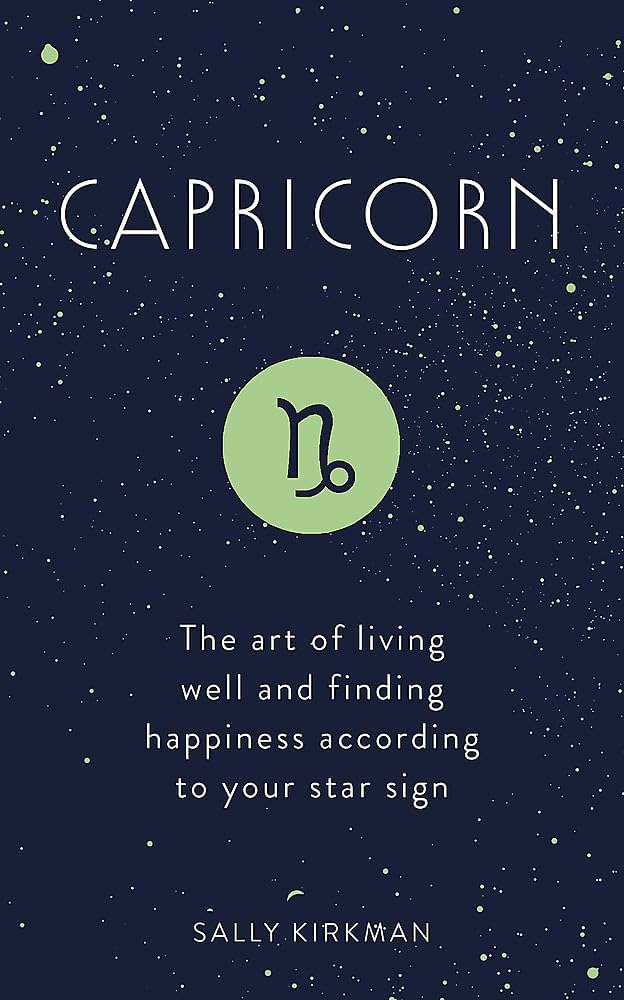 CAPRICORN
The art of living
well and finding
happiness according
to your star sign
SALLY KIRKMAN